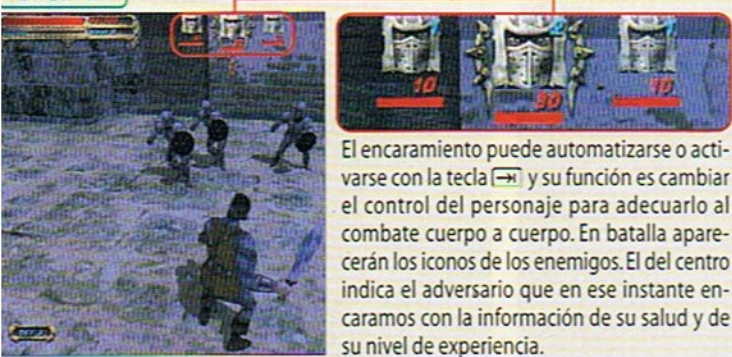 10
30
10
El encaramiento puede automatizarse o acti-
varse con la tecla y su función es cambiar
el control del personaje para adecuarlo al
combate cuerpo a cuerpo. En batalla apare-
cerán los iconos de los enemigos. El del centro
indica el adversario que en ese instante en-
caramos con la información de su salud y de
su nivel de experiencia.